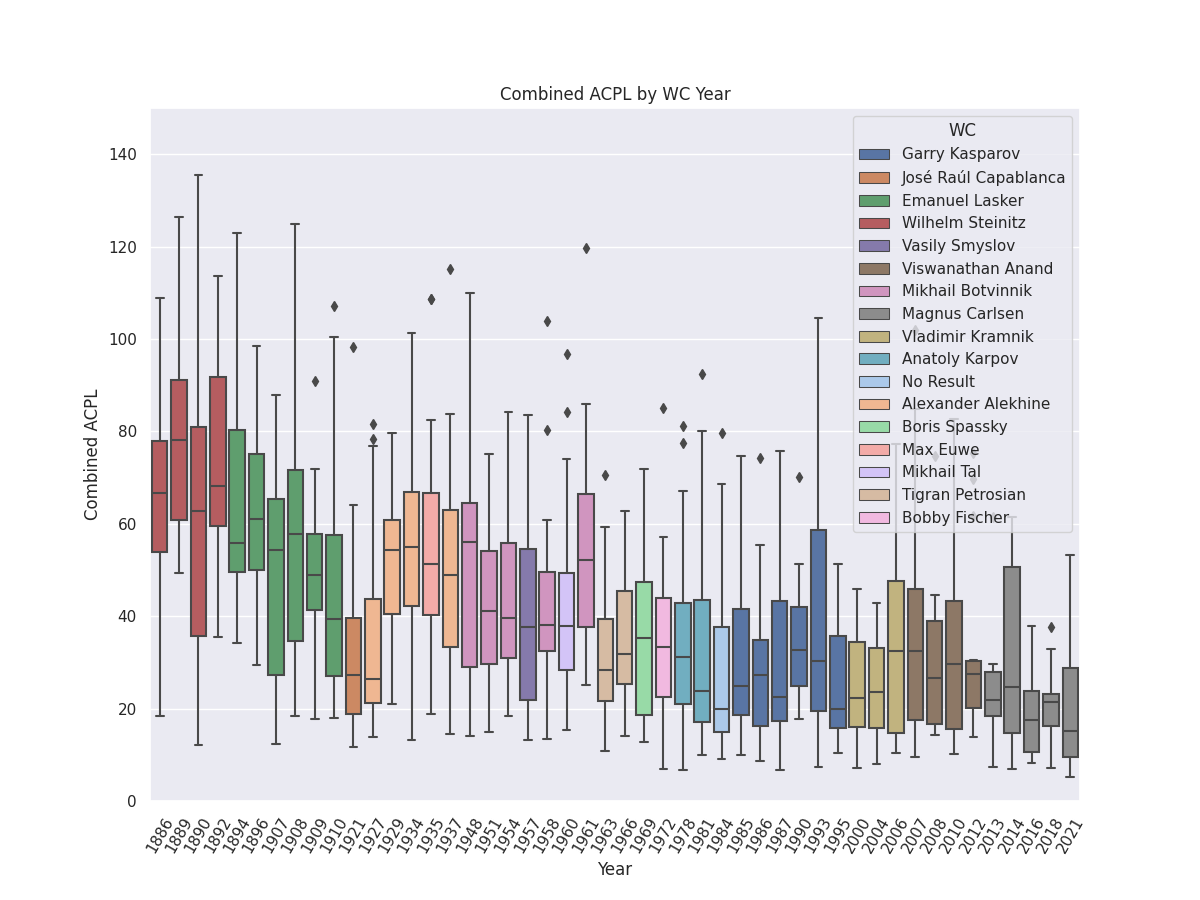 Combined ACPL by WC Year
WC
Garry Kasparov
José Raúl Capablanca
Emanuel Lasker
Wilhelm Steinitz
Vasily Smyslov
Viswanathan Anand
Mikhail Botvinnik
Magnus Carlsen
Vladimir Kramnik
Anatoly Karpov
No Result
Alexander Alekhine
Boris Spassky
Max Euwe
Mikhail Tal
Tigran Petrosian
Bobby Fischer
Combined ACPL
140
120
100
80
60
40
20
0
1886 1889 1890 1892 1894 1896 1907 1908 1909 1910 1921 1927 1929 1934 1935 1937 1948 1951 1954 1957 1958 1960 1961 1963 1966 1969 1972 1978 1981 1984 1985 1986 1987 1990 1993 1995 2000 2004 2006 2007 2008 2010 2012 2013 2014 2016 2018 2021
Year